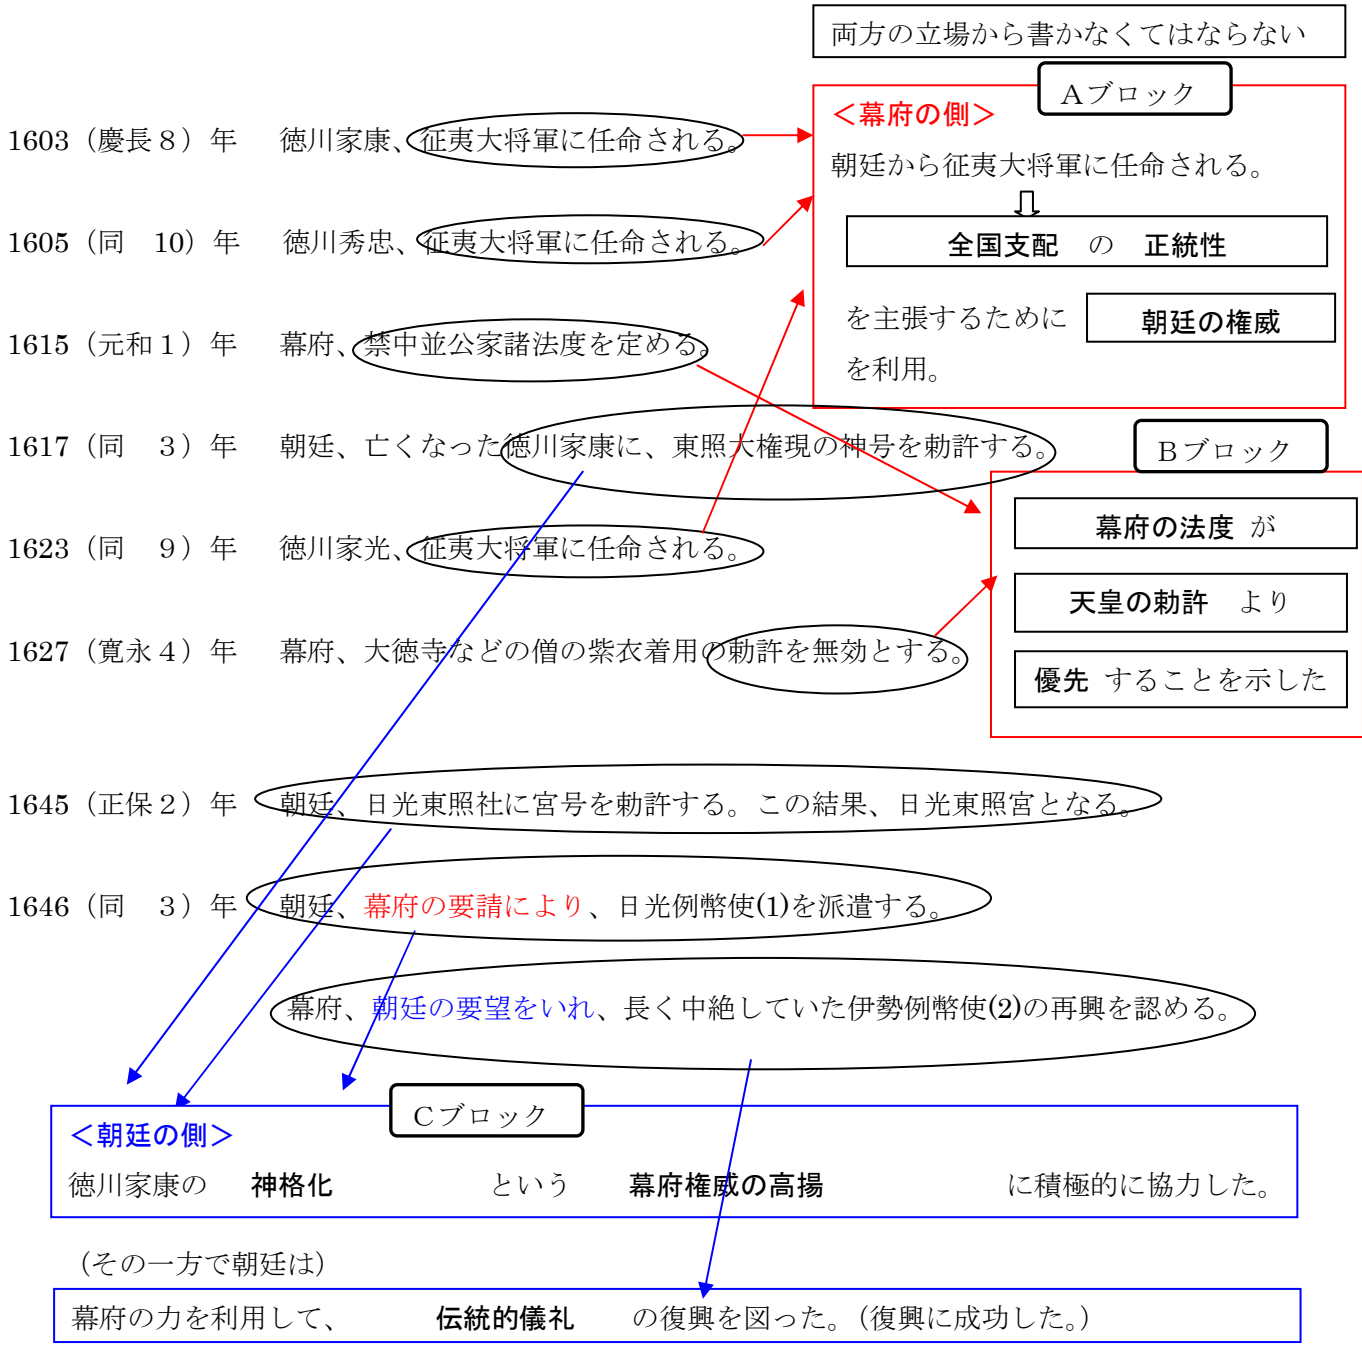 両方の立場から書かなくてはならない
Aブロック
<幕府の側>
朝廷から征夷大将軍に任命される。
全国支配 の 正統性
を主張するために 朝廷の権威
を利用。
1603（慶長８）年 徳川家康、征夷大将軍に任命される。
1605（同 10）年 徳川秀忠、征夷大将軍に任命される。
1615（元和１）年 幕府、禁中並公家諸法度を定める。
1617（同 ３）年 朝廷、亡くなった徳川家康に、東照大権現の神号を勅許する。
1623（同 ９）年 徳川家光、征夷大将軍に任命される。
1627（寛永４）年 幕府、大徳寺などの僧の紫衣着用の勅許を無効とする。
Bブロック
幕府の法度 が
天皇の勅許 より
優先 することを示した
1645（正保２）年 朝廷、日光東照社に宮号を勅許する。この結果、日光東照宮となる。
1646（同 ３）年 朝廷、幕府の要請により、日光例幣使(1)を派遣する。
幕府、朝廷の要望をいれ、長く中絶していた伊勢例幣使(2)の再興を認める。
Cブロック
<朝廷の側>
徳川家康の 神格化 という 幕府権威の高揚 に積極的に協力した。
（その一方で朝廷は）
幕府の力を利用して、 伝統的儀礼 の復興を図った。（復興に成功した。）